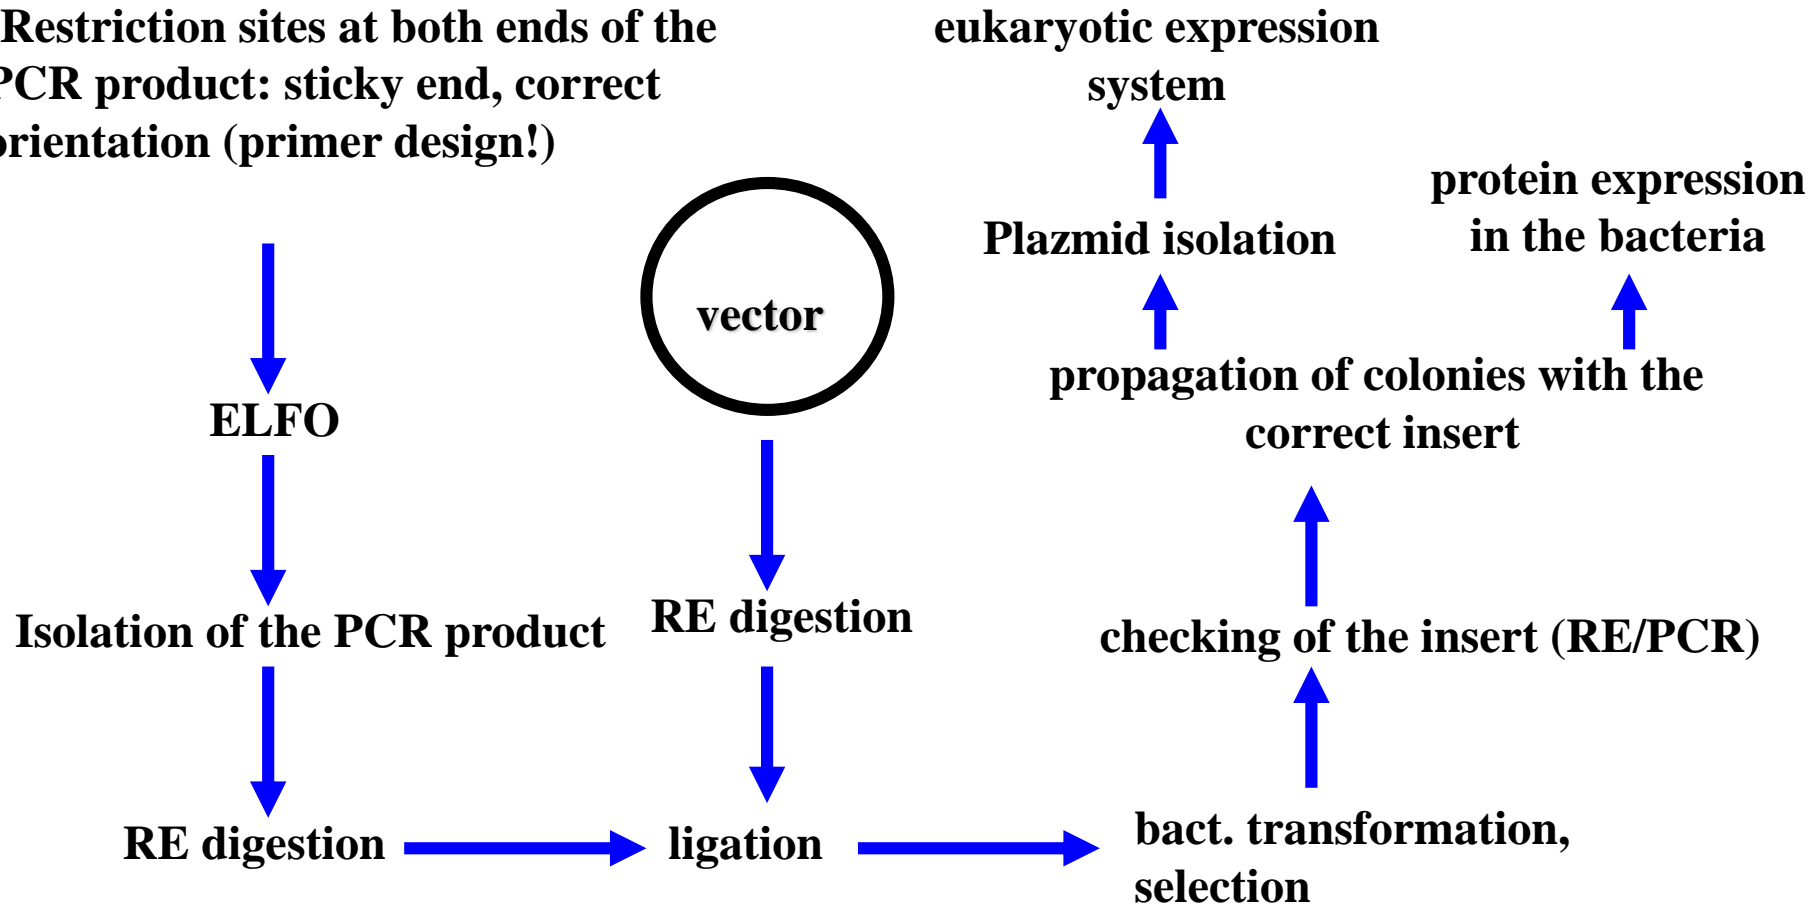 Restriction sites at both ends of the
PCR product: sticky end, correct
orientation (primer design!)
ELFO
Isolation of the PCR product
RE digestion
vector
RE digestion
ligation
bact. transformation,
selection
checking of the insert (RE/PCR)
propagation of colonies with the
correct insert
Plazmid isolation
eukaryotic expression
system
protein expression
in the bacteria